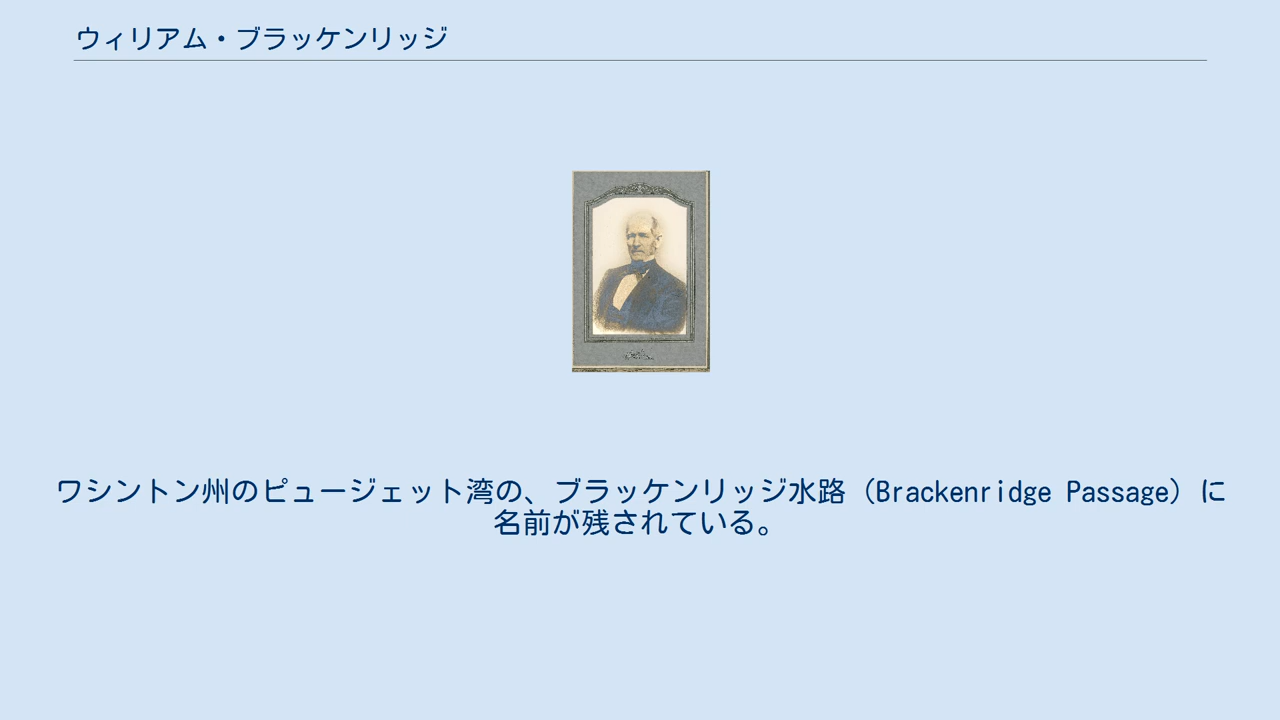 ウィリアム・ブラッケンリッジ
ワシントン州のピュージェット湾の、ブラッケンリッジ水路（Brackenridge Passage）に
名前が残されている。